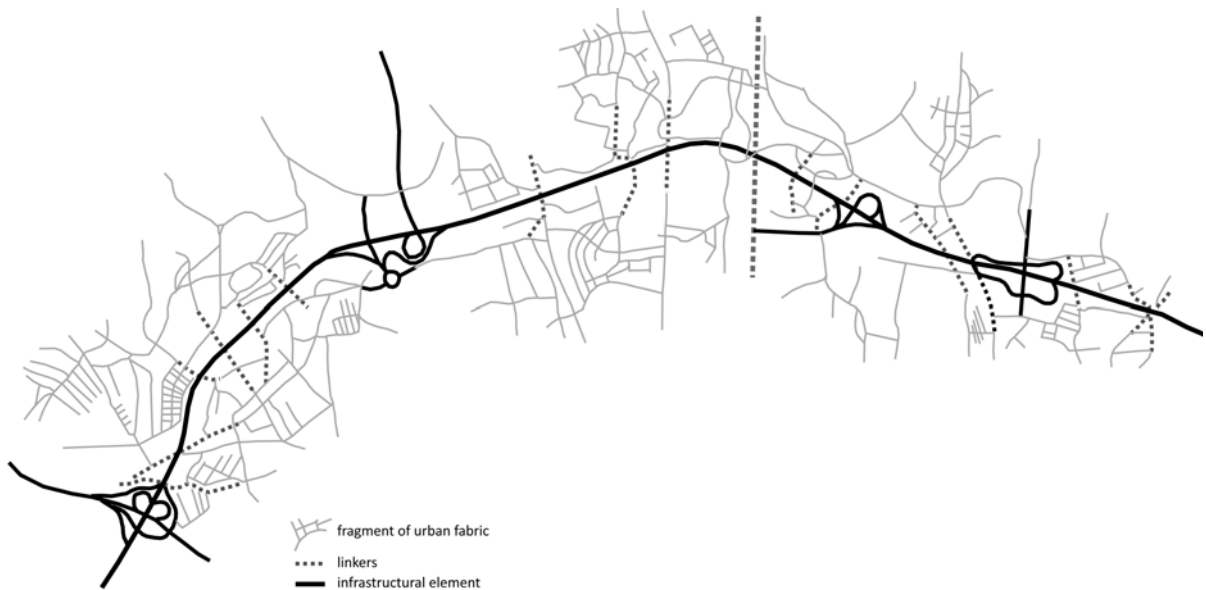 fragment of urban fabric
linkers
infrastructural element